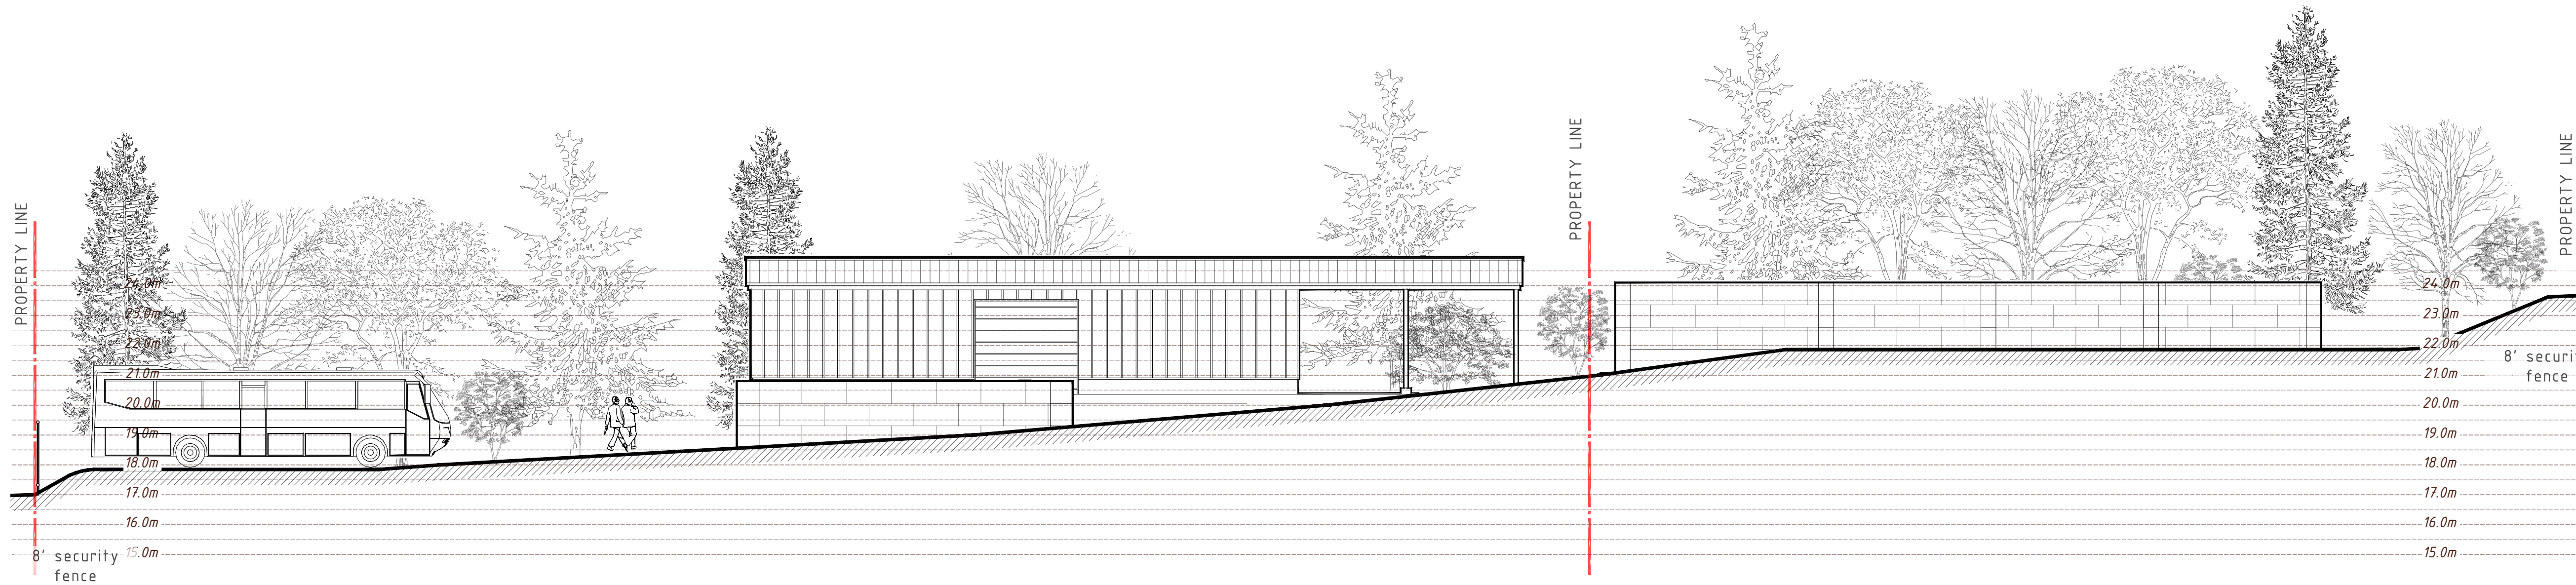 PROPERTY LINE
24.0m
23.0m
22.0m
21.0m
20.0m
19.0m
18.0m
17.0m
16.0m
15.0m
8' security
fence
PROPERTY LINE
PROPERTY LINE
24.0m
23.0m
22.0m
21.0m
20.0m
19.0m
18.0m
17.0m
16.0m
15.0m
8' securi
fence